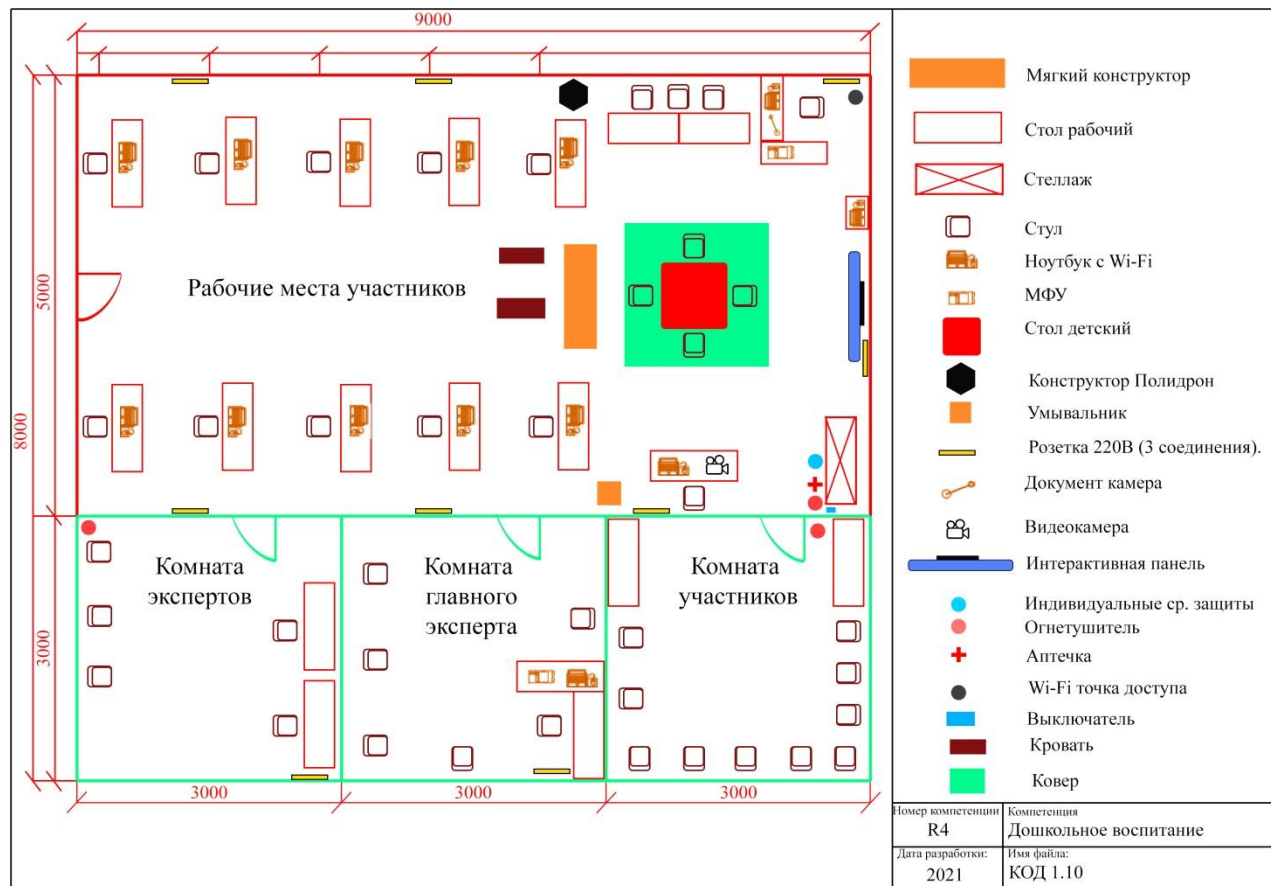 9000
5000
8000
3000
Рабочие места участников
Комната
экспертов
Комната
главного
эксперта
Комната
участников
3000
3000
3000
Мягкий конструктор
Стол рабочий
Стеллаж
Стул
Ноутбук с Wi-Fi
МФУ
Стол детский
Конструктор Полидрон
Умывальник
Розетка 220В (3 соединения).
Документ камера
Видеокамера
Интерактивная панель
Индивидуальные ср. защиты
Огнетушитель
Аптечка
Wi-Fi точка доступа
Выключатель
Кровать
Ковер
Номер компетенции
R4
Компетенция
Дошкольное воспитание
Дата разработки:
2021
Имя файла:
КОД 1.10